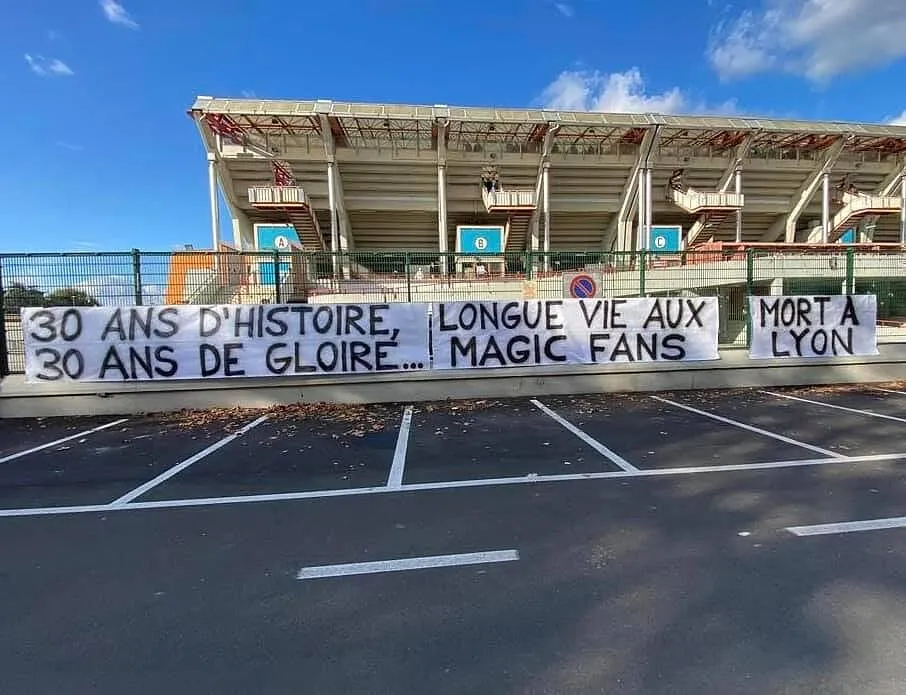 A
B
C
30 ANS D'HISTOIRE,
30 ANS DE GLOIRE...
LONGUE VIE AUX
MAGIC FANS
MORT À
LYON